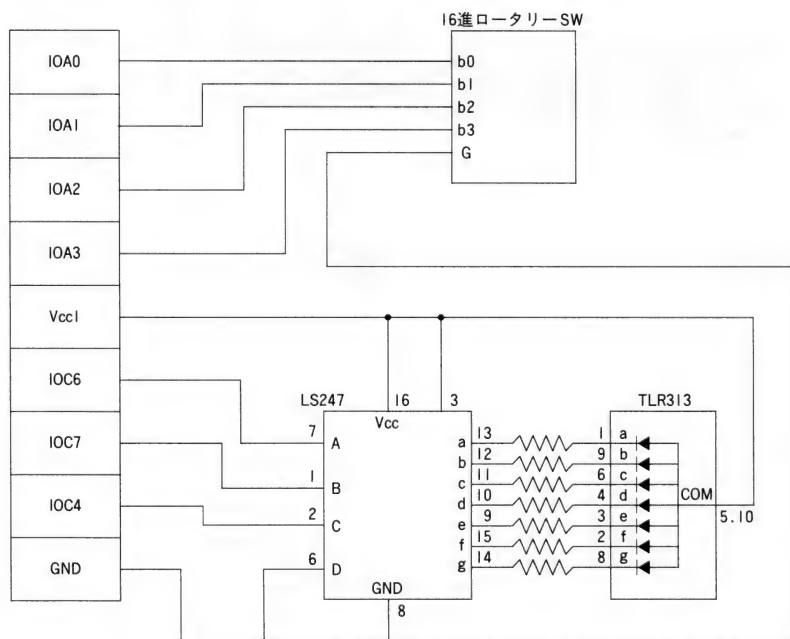 16進ロータリーSW
IOA0
IOA1
IOA2
IOA3
Vcc1
IOC6
IOC7
IOC4
GND
b0
b1
b2
b3
G
LS247
16
3
Vcc
7
A
1
B
2
C
6
D
GND
8
a
b
c
d
e
f
g
13
12
11
10
9
15
14
TLR313
1
a
9
b
6
c
4
d
3
e
2
f
8
g
COM
5.10